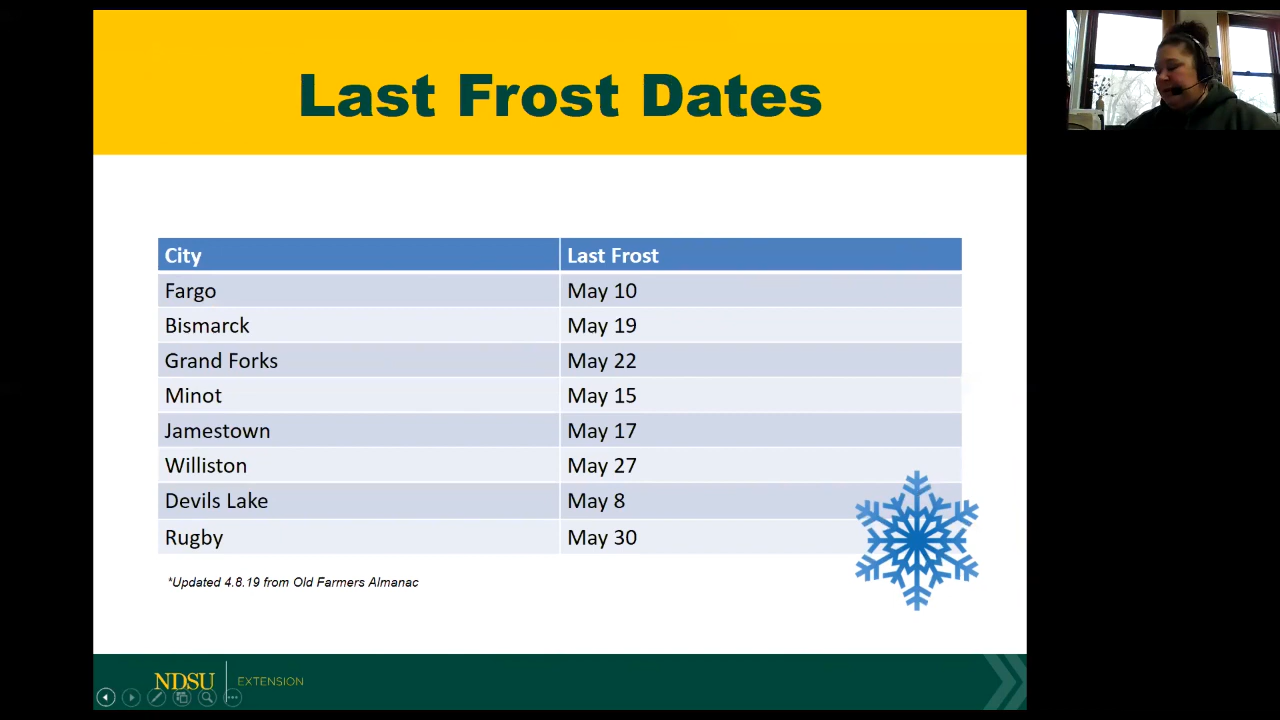 Last Frost Dates
City Last Frost
Fargo May 10
Bismarck May 19
Grand Forks May 22
Minot May 15
Jamestown May 17
Williston May 27
Devils Lake May 8
Rugby May 30
*Updated 4.8.19 from Old Farmers Almanac
NDSU EXTENSION